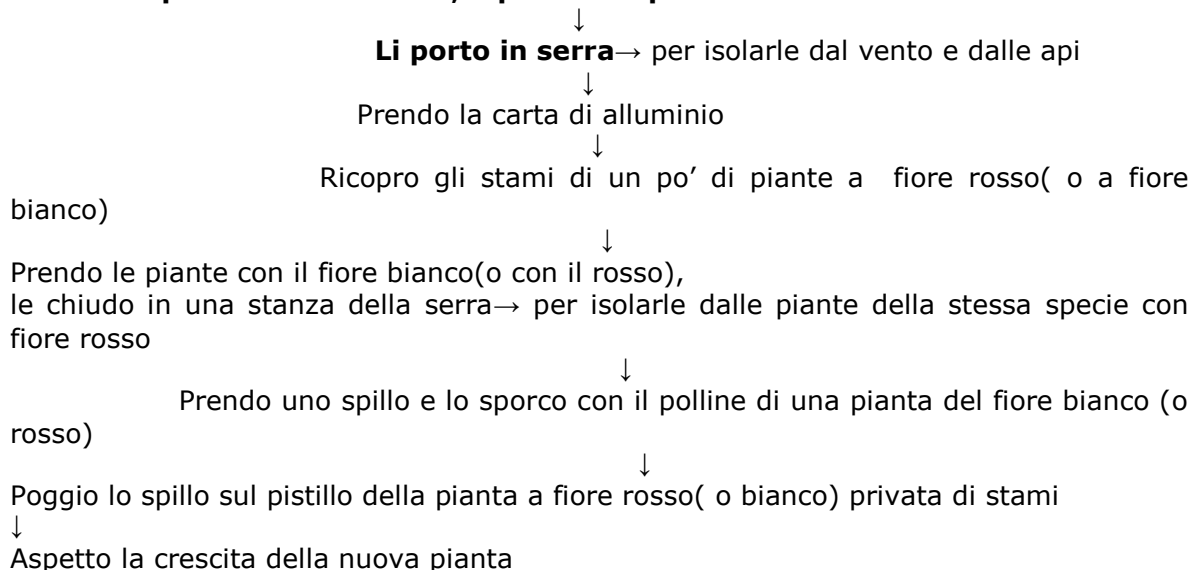 ↓
Li porto in serra→ per isolarle dal vento e dalle api
↓
Prendo la carta di alluminio
↓
Ricopro gli stami di un po’ di piante a fiore rosso( o a fiore
bianco)
↓
Prendo le piante con il fiore bianco(o con il rosso),
le chiudo in una stanza della serra→ per isolarle dalle piante della stessa specie con
fiore rosso
↓
Prendo uno spillo e lo sporco con il polline di una pianta del fiore bianco (o
rosso)
↓
Poggio lo spillo sul pistillo della pianta a fiore rosso( o bianco) privata di stami
↓
Aspetto la crescita della nuova pianta